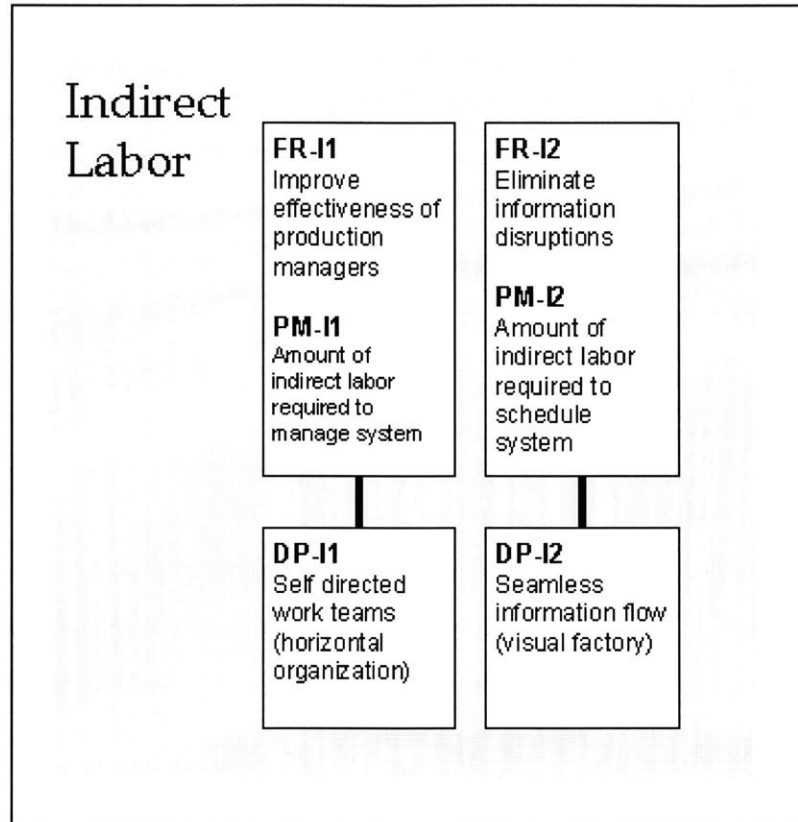 Indirect
Labor
FR-I1
Improve
effectiveness of
production
managers
PM-I1
Amount of
indirect labor
required to
manage system
FR-I2
Eliminate
information
disruptions
PM-I2
Amount of
indirect labor
required to
schedule
system
DP-I1
Self directed
work teams
(horizontal
organization)
DP-I2
Seamless
information flow
(visual factory)